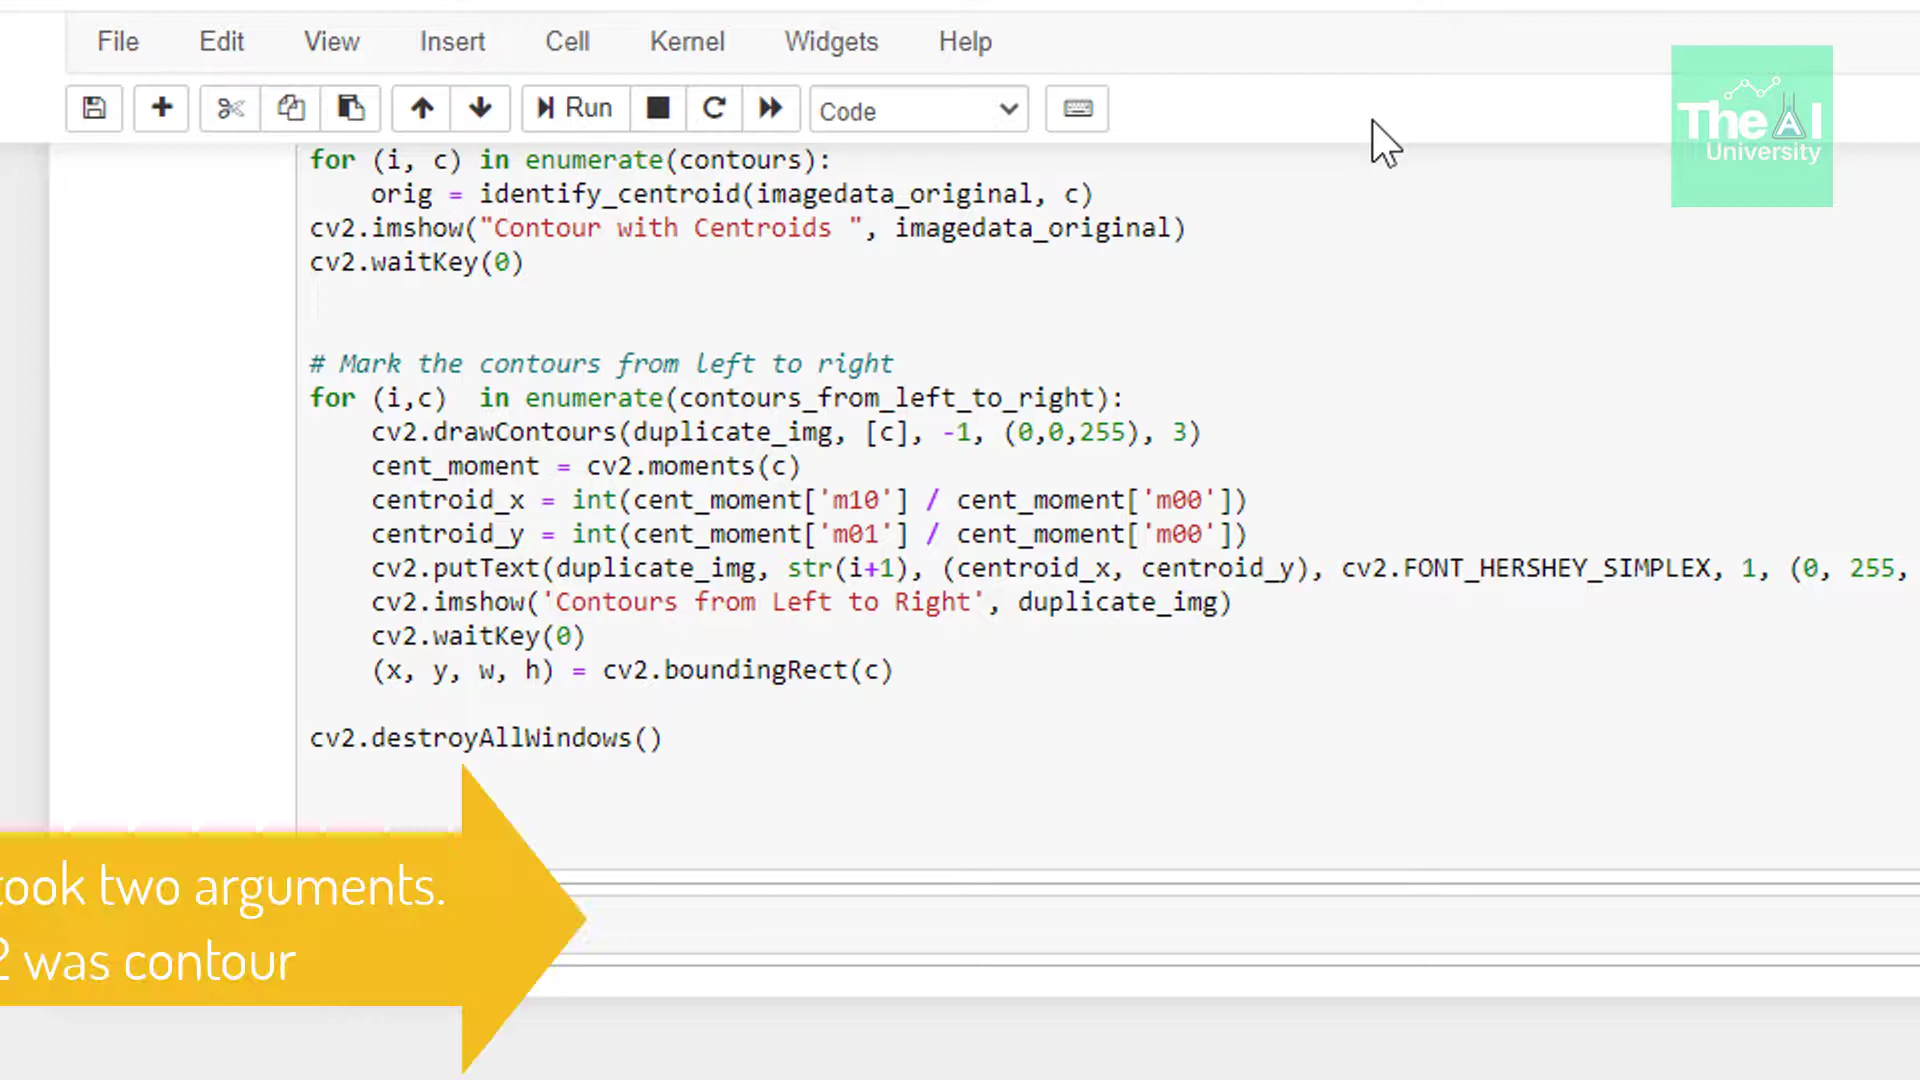 File Edit View Insert Cell Kernel Widgets Help
Run Code
The AI
University
for (i, c) in enumerate(contours):
    orig = identify_centroid(imagedata_original, c)
cv2.imshow("Contour with Centroids ", imagedata_original)
cv2.waitKey(0)
# Mark the contours from left to right
for (i,c)  in enumerate(contours_from_left_to_right):
    cv2.drawContours(duplicate_img, [c], -1, (0,0,255), 3)
    cent_moment = cv2.moments(c)
    centroid_x = int(cent_moment['m10'] / cent_moment['m00'])
    centroid_y = int(cent_moment['m01'] / cent_moment['m00'])
    cv2.putText(duplicate_img, str(i+1), (centroid_x, centroid_y), cv2.FONT_HERSHEY_SIMPLEX, 1, (0, 255,
    cv2.imshow('Contours from Left to Right', duplicate_img)
    cv2.waitKey(0)
    (x, y, w, h) = cv2.boundingRect(c)
cv2.destroyAllWindows()
took two arguments.
2 was contour